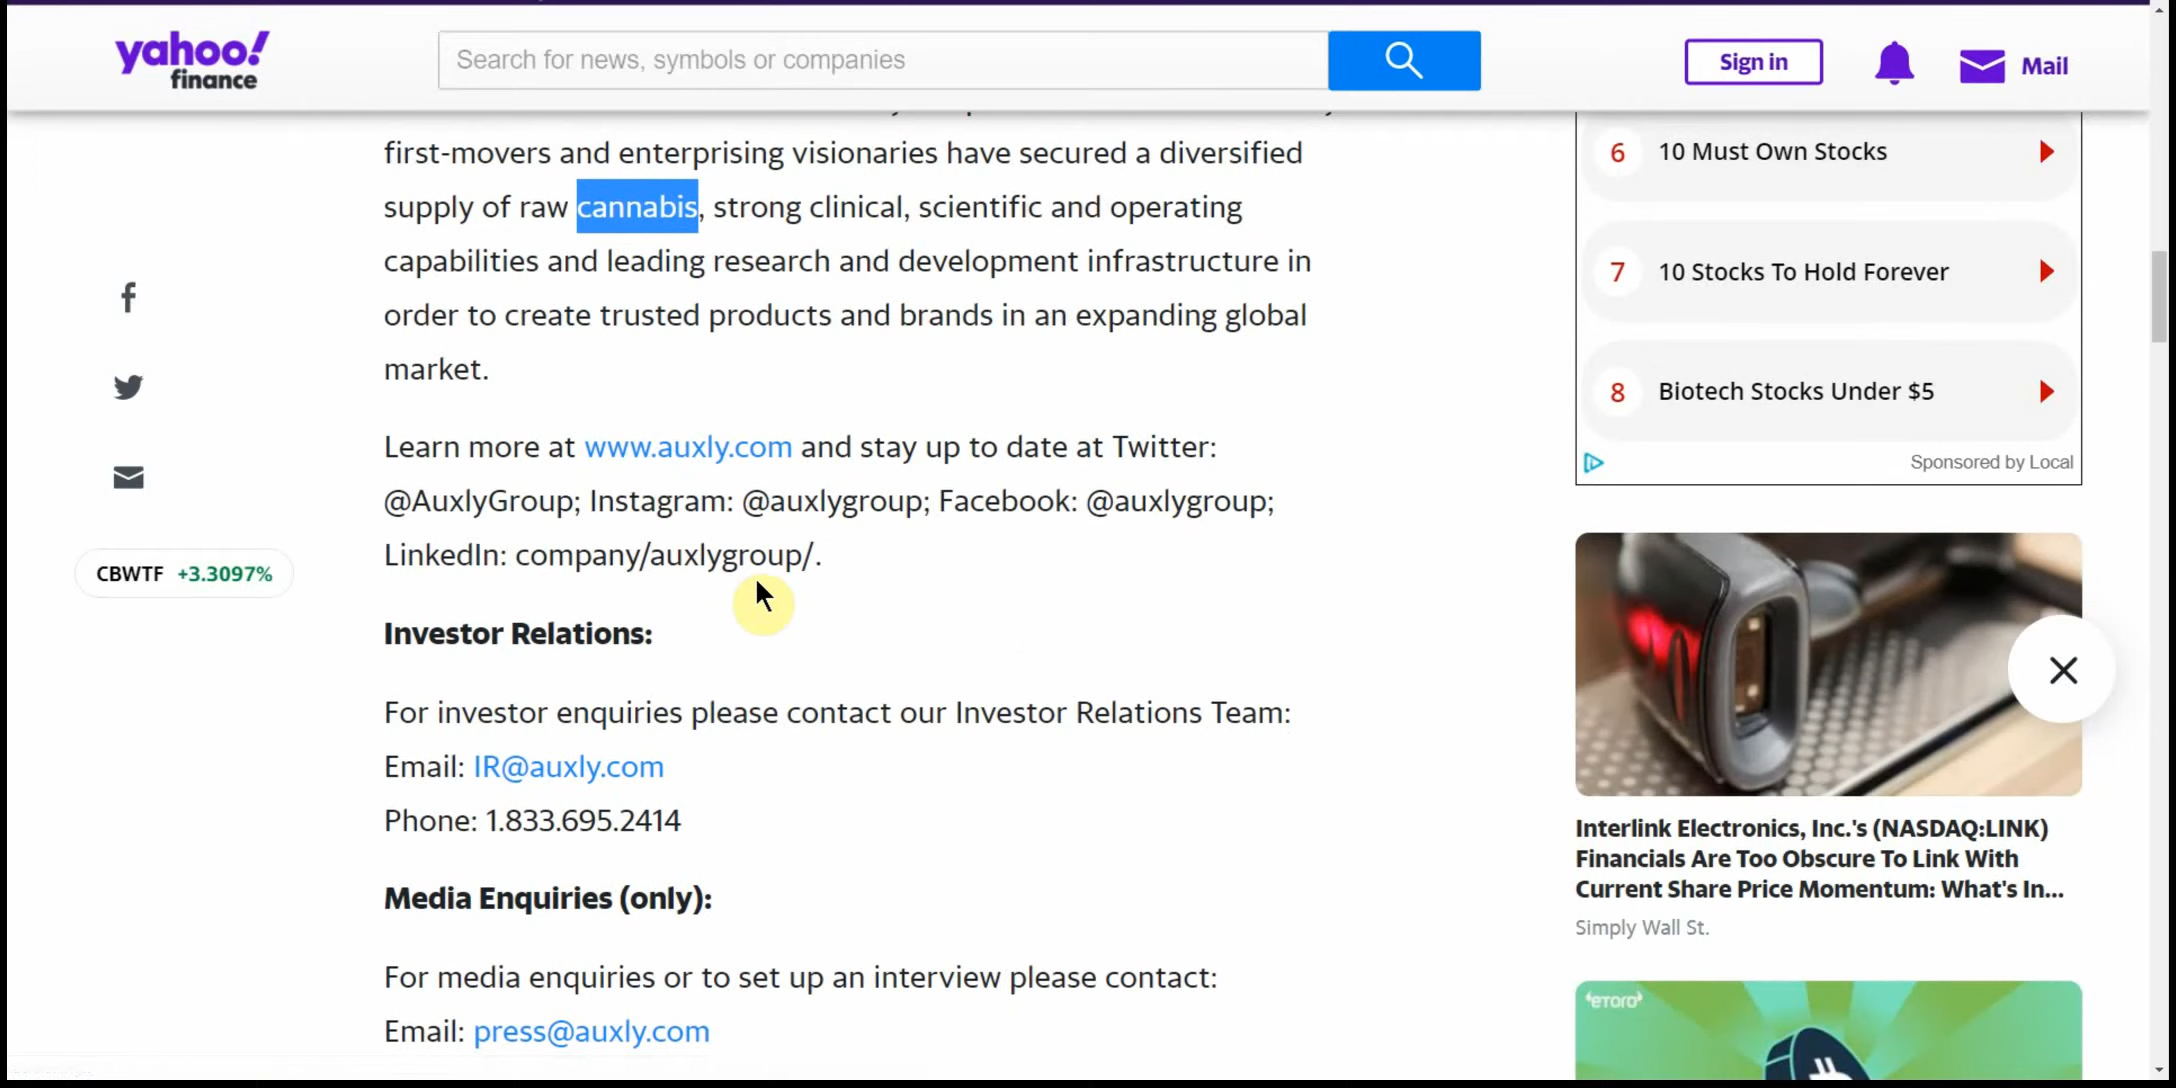 yahoo!
finance
Search for news, symbols or companies
Sign in
Mail
first-movers and enterprising visionaries have secured a diversified
supply of raw cannabis, strong clinical, scientific and operating
capabilities and leading research and development infrastructure in
order to create trusted products and brands in an expanding global
market.
Learn more at www.auxly.com and stay up to date at Twitter:
@AuxlyGroup; Instagram: @auxlygroup; Facebook: @auxlygroup;
LinkedIn: company/auxlygroup/.
CBWTF +3.3097%
Investor Relations:
For investor enquiries please contact our Investor Relations Team:
Email: IR@auxly.com
Phone: 1.833.695.2414
Media Enquiries (only):
For media enquiries or to set up an interview please contact:
Email: press@auxly.com
6 10 Must Own Stocks
7 10 Stocks To Hold Forever
8 Biotech Stocks Under $5
Sponsored by Local
Interlink Electronics, Inc.'s (NASDAQ:LINK)
Financials Are Too Obscure To Link With
Current Share Price Momentum: What's In...
Simply Wall St.
eToro